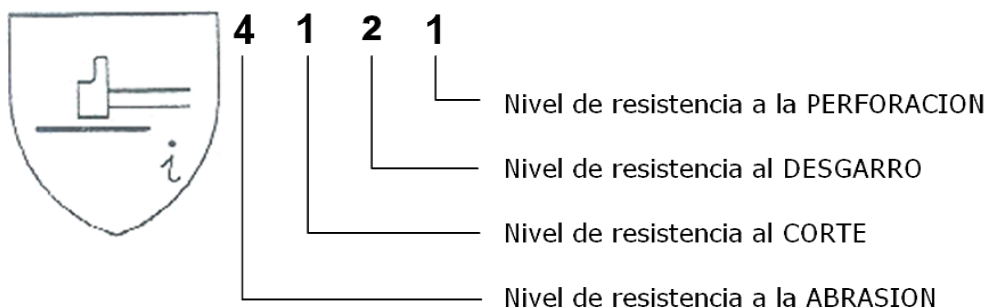 4 1 2 1
Nivel de resistencia a la PERFORACION
Nivel de resistencia al DESGARRO
i
Nivel de resistencia al CORTE
Nivel de resistencia a la ABRASION